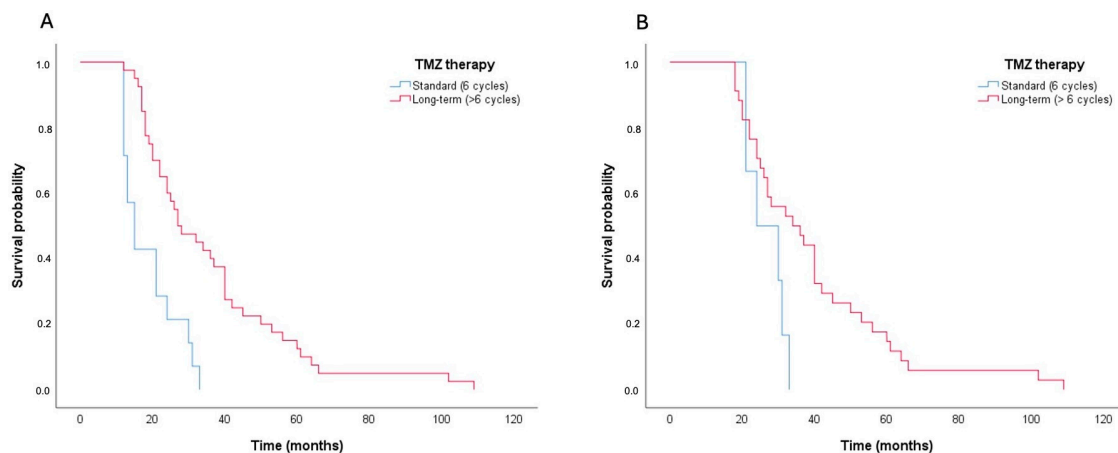 A
TMZ therapy
Standard (6 cycles)
Long-term (>6 cycles)
Survival probability
1.0
0.8
0.6
0.4
0.2
0.0
0 20 40 60 80 100 120
Time (months)
B
TMZ therapy
Standard (6 cycles)
Long-term (> 6 cycles)
Survival probability
1.0
0.8
0.6
0.4
0.2
0.0
0 20 40 60 80 100 120
Time (months)